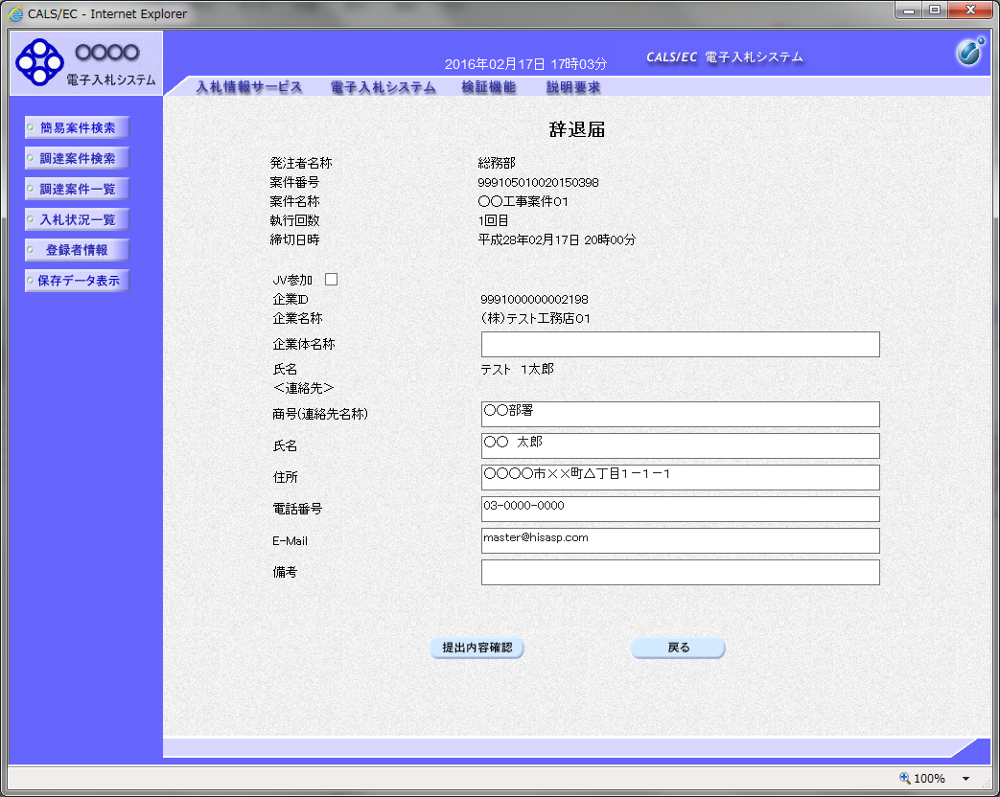 CALS/EC - Internet Explorer
〇〇〇〇
電子入札システム
2016年02月17日 17時03分
CALS/EC 電子入札システム
入札情報サービス 電子入札システム 検証機能 説明要求
簡易案件検索
調達案件検索
調達案件一覧
入札状況一覧
登録者情報
保存データ表示
辞退届
発注者名称 総務部
案件番号 999105010020150398
案件名称 〇〇工事案件01
執行回数 1回目
締切日時 平成28年02月17日 20時00分
JV参加
企業ID 9991000000002198
企業名称 (株)テスト工務店01
企業体名称
氏名 テスト 1太郎
<連絡先>
商号(連絡先名称) 〇〇部署
氏名 〇〇 太郎
住所 〇〇〇〇市××町△丁目1-1-1
電話番号 03-0000-0000
E-Mail master@hisasp.com
備考
提出内容確認 戻る
100%